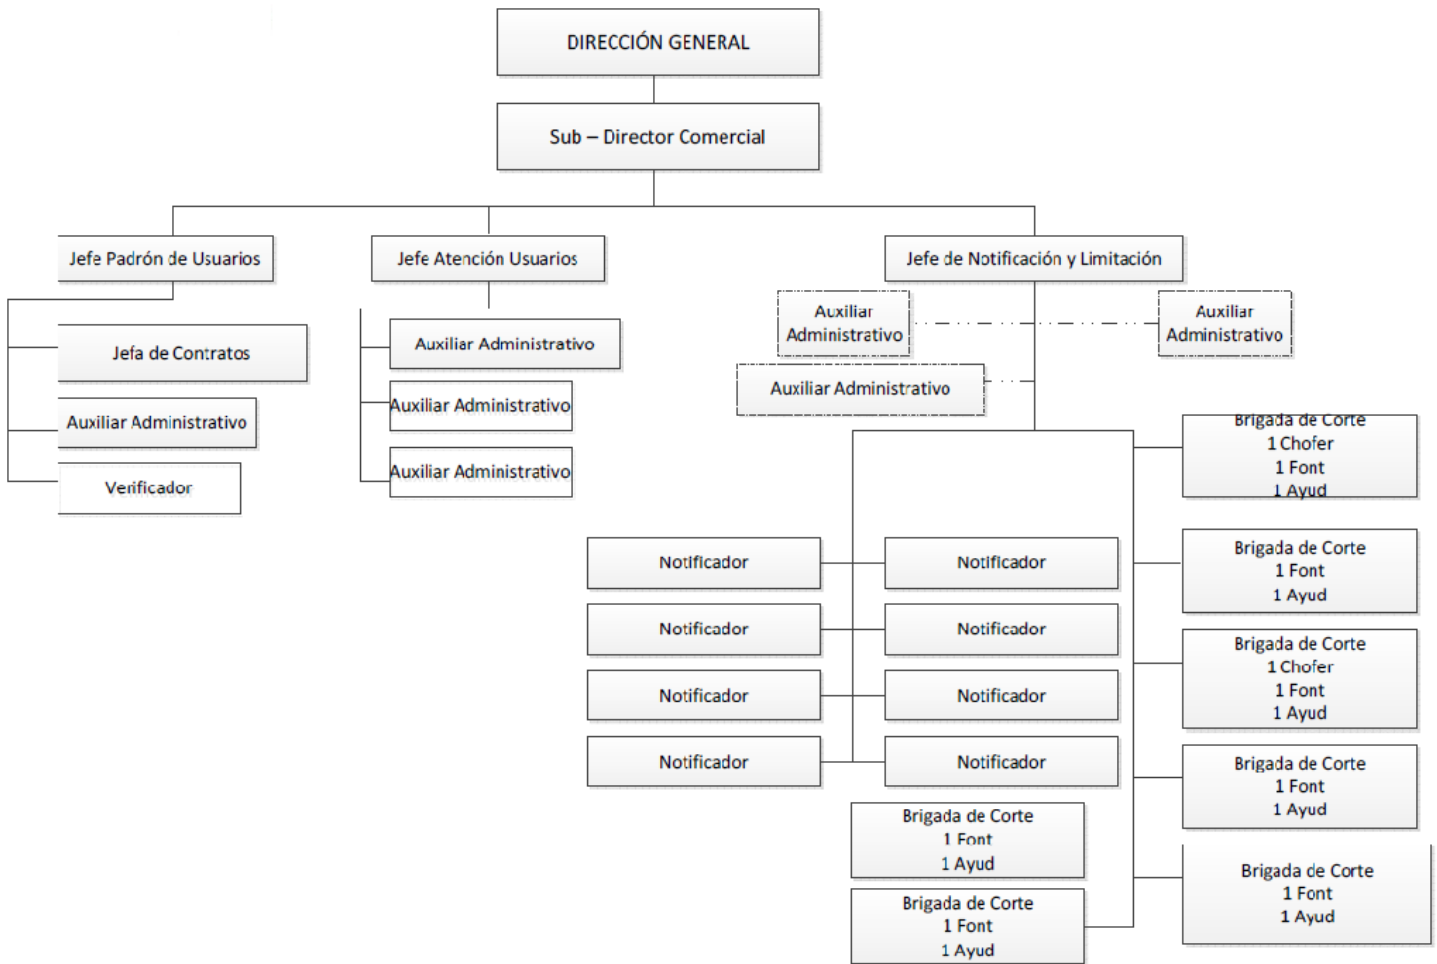 DIRECCIÓN GENERAL
Sub – Director Comercial
Jefe Padrón de Usuarios
Jefe Atención Usuarios
Jefe de Notificación y Limitación
Jefa de Contratos
Auxiliar Administrativo
Verificador
Auxiliar Administrativo
Auxiliar Administrativo
Auxiliar Administrativo
Auxiliar
Administrativo
Auxiliar
Administrativo
Auxiliar Administrativo
Notificador
Notificador
Notificador
Notificador
Notificador
Notificador
Notificador
Notificador
Brigada de Corte
1 Chofer
1 Font
1 Ayud
Brigada de Corte
1 Font
1 Ayud
Brigada de Corte
1 Chofer
1 Font
1 Ayud
Brigada de Corte
1 Font
1 Ayud
Brigada de Corte
1 Font
1 Ayud
Brigada de Corte
1 Font
1 Ayud
Brigada de Corte
1 Font
1 Ayud